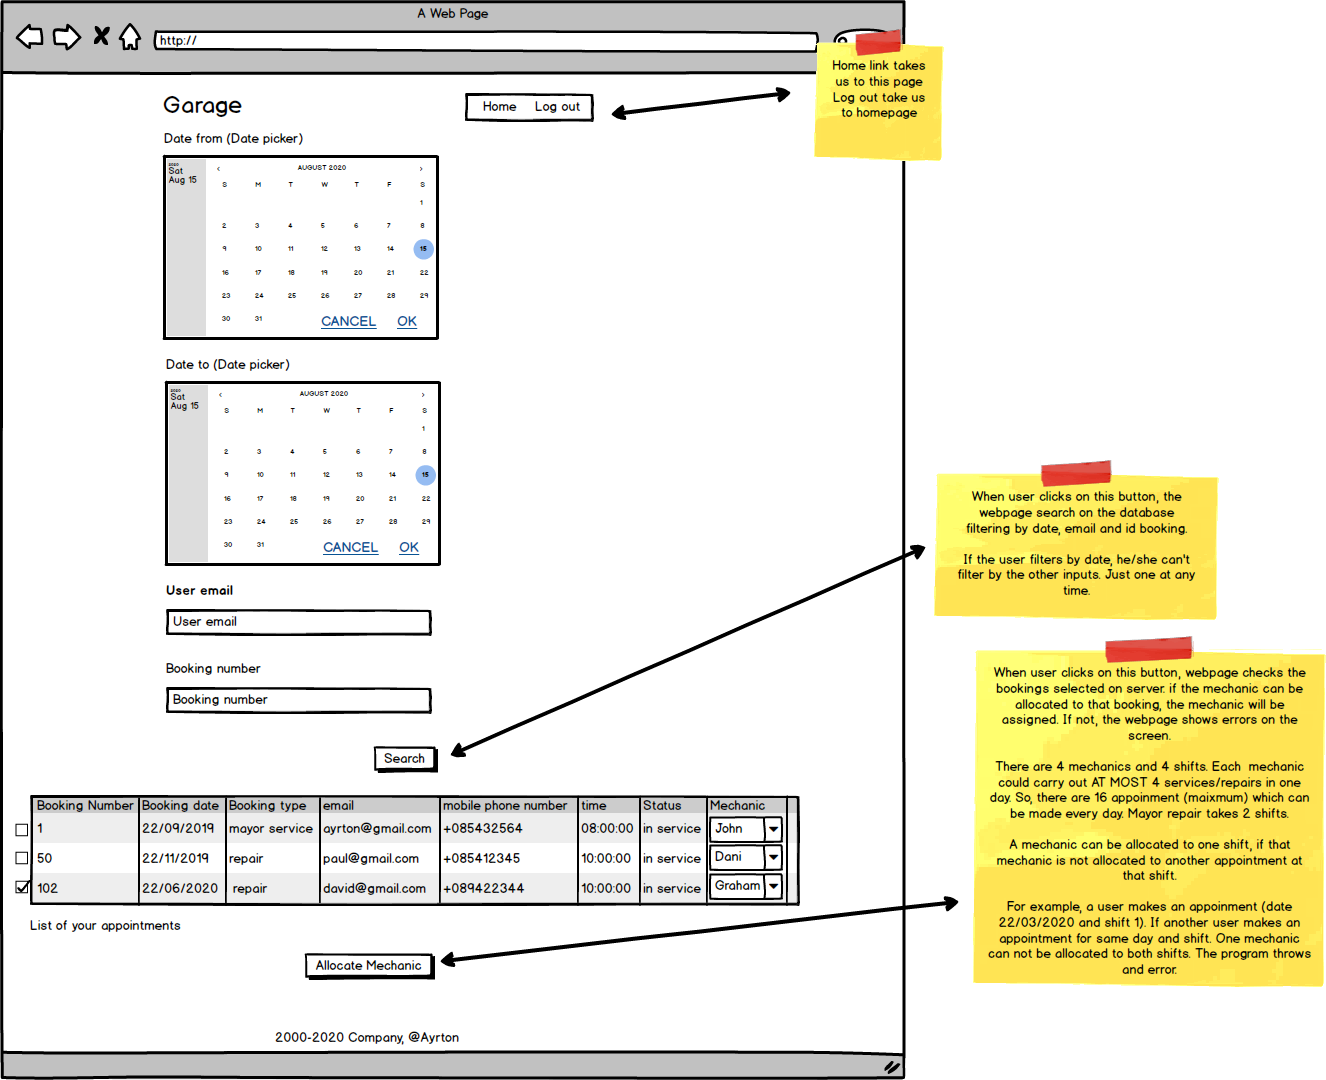 A Web Page
http://
Home link takes
us to this page
Log out take us
to homepage
Garage
Home Log out
Date from (Date picker)
2020
Sat
Aug 15
‹ AUGUST 2020 ›
S M T W T F S
1
2 3 4 5 6 7 8
9 10 11 12 13 14 15
16 17 18 19 20 21 22
23 24 25 26 27 28 29
30 31
CANCEL OK
Date to (Date picker)
2020
Sat
Aug 15
‹ AUGUST 2020 ›
S M T W T F S
1
2 3 4 5 6 7 8
9 10 11 12 13 14 15
16 17 18 19 20 21 22
23 24 25 26 27 28 29
30 31
CANCEL OK
When user clicks on this button, the
webpage search on the database
filtering by date, email and id booking.
If the user filters by date, he/she can't
filter by the other inputs. Just one at any
time.
User email
User email
Booking number
Booking number
Search
When user clicks on this button, webpage checks the
bookings selected on server. if the mechanic can be
allocated to that booking, the mechanic will be
assigned. If not, the webpage shows errors on the
screen.
There are 4 mechanics and 4 shifts. Each mechanic
could carry out AT MOST 4 services/repairs in one
day. So, there are 16 appoinment (maixmum) which can
be made every day. Mayor repair takes 2 shifts.
A mechanic can be allocated to one shift, if that
mechanic is not allocated to another appointment at
that shift.
For example, a user makes an appoinment (date
22/03/2020 and shift 1). If another user makes an
appointment for same day and shift. One mechanic
can not be allocated to both shifts. The program throws
and error.
Booking Number Booking date Booking type email mobile phone number time Status Mechanic
1 22/09/2019 mayor service ayrton@gmail.com +085432564 08:00:00 in service John
50 22/11/2019 repair paul@gmail.com +085412345 10:00:00 in service Dani
102 22/06/2020 repair david@gmail.com +089422344 10:00:00 in service Graham
List of your appointments
Allocate Mechanic
2000-2020 Company, @Ayrton